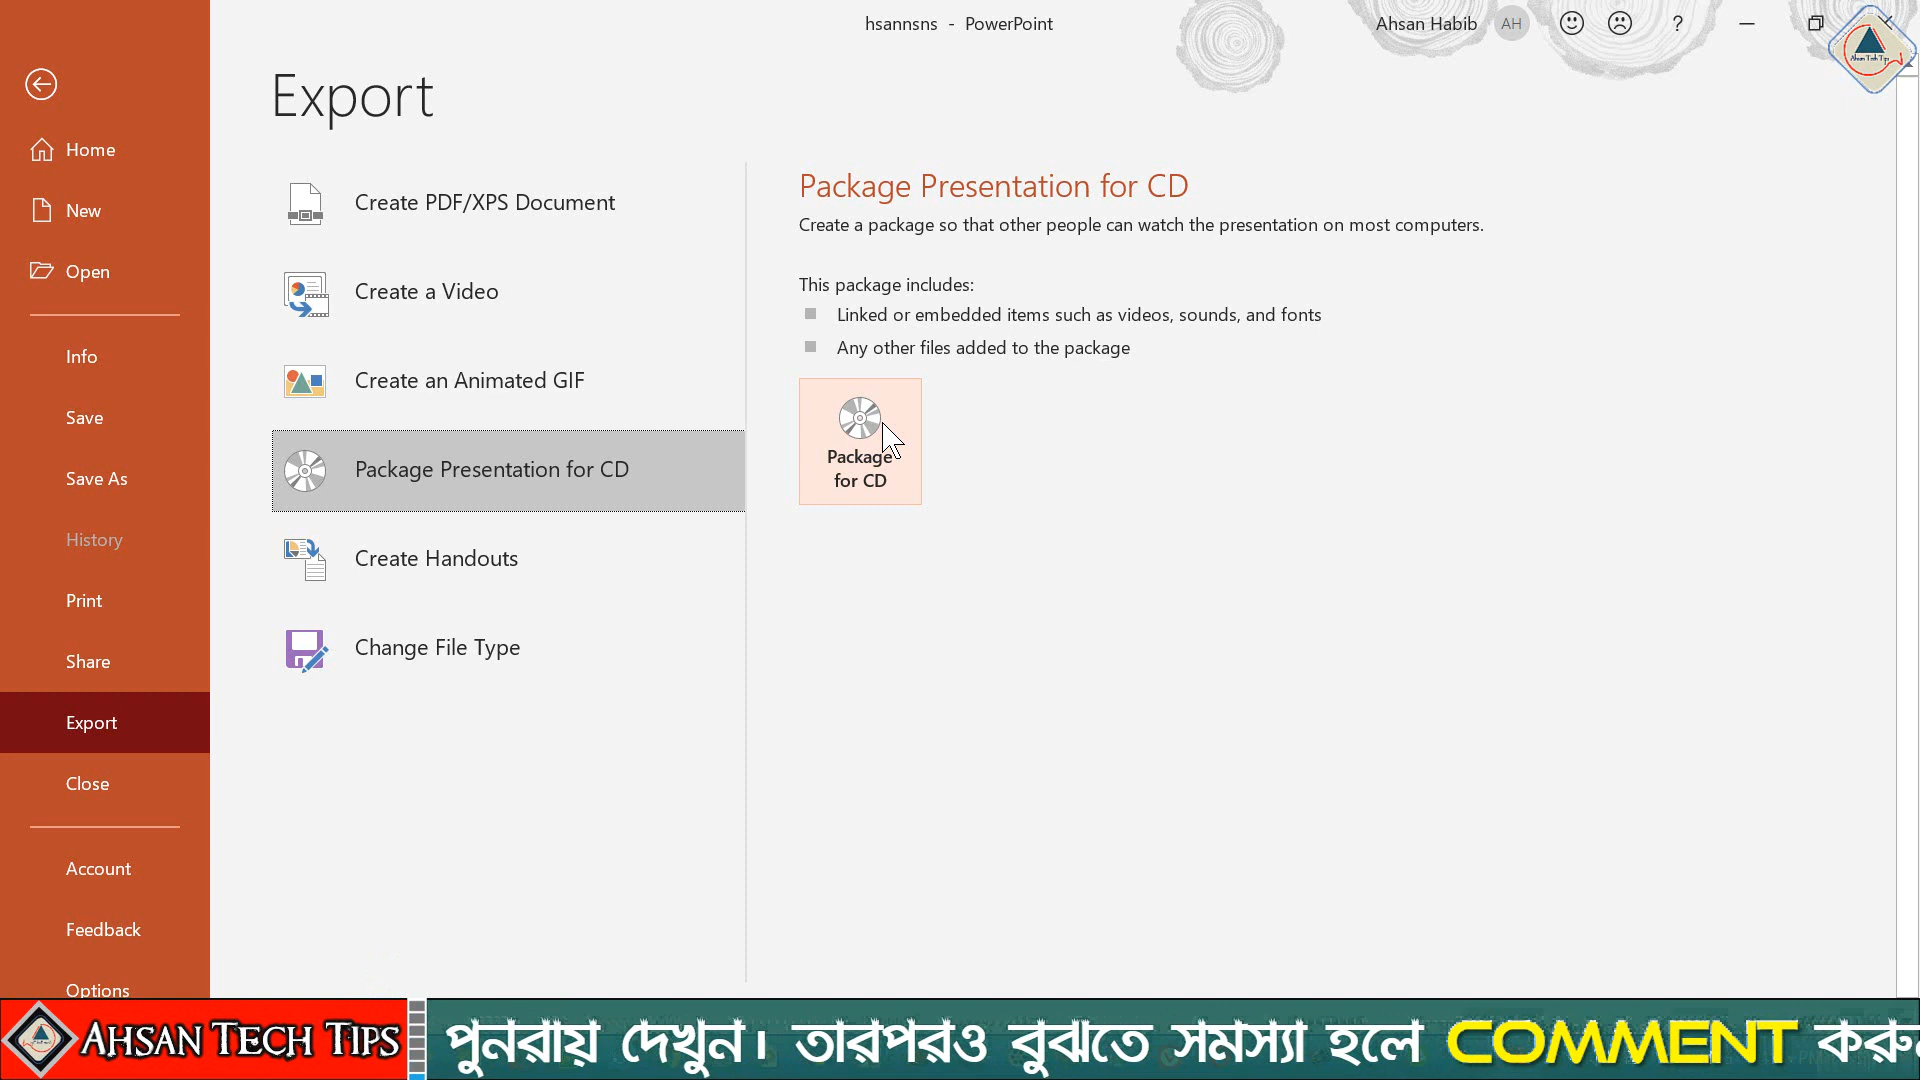 hsannsns - PowerPoint
Ahsan Habib AH
?
Export
Home
New
Open
Info
Save
Save As
History
Print
Share
Export
Close
Account
Feedback
Options
Create PDF/XPS Document
Create a Video
Create an Animated GIF
Package Presentation for CD
Create Handouts
Change File Type
Package Presentation for CD
Create a package so that other people can watch the presentation on most computers.
This package includes:
Linked or embedded items such as videos, sounds, and fonts
Any other files added to the package
Package
for CD
Ahsan Tech Tips
AHSAN TECH TIPS
পুনরায় দেখুন। তারপরও বুঝতে সমস্যা হলে COMMENT